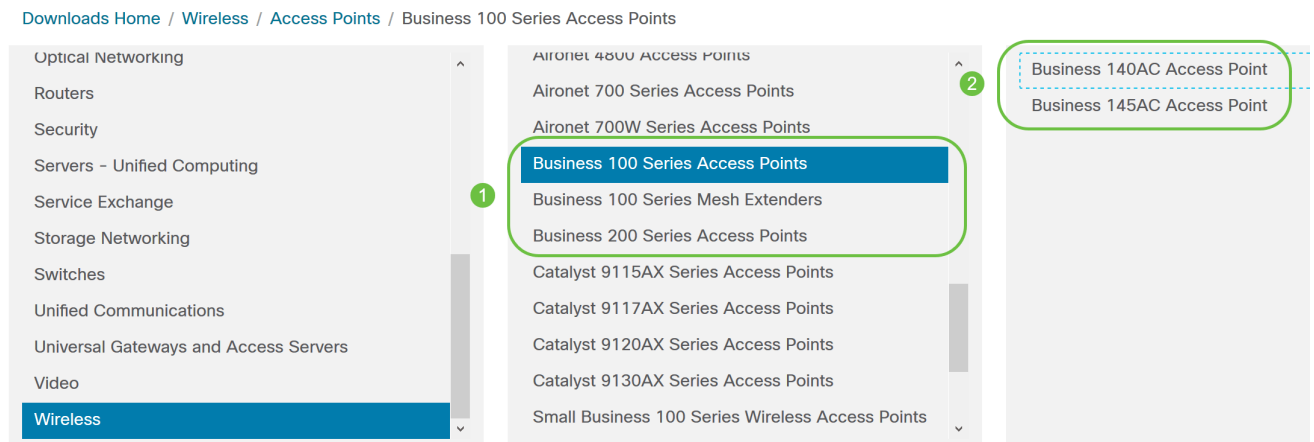 Downloads Home / Wireless / Access Points / Business 100 Series Access Points
Optical Networking
Routers
Security
Servers – Unified Computing
Service Exchange
Storage Networking
Switches
Unified Communications
Universal Gateways and Access Servers
Video
Wireless
1
Aironet 4800 Access Points
Aironet 700 Series Access Points
Aironet 700W Series Access Points
Business 100 Series Access Points
Business 100 Series Mesh Extenders
Business 200 Series Access Points
Catalyst 9115AX Series Access Points
Catalyst 9117AX Series Access Points
Catalyst 9120AX Series Access Points
Catalyst 9130AX Series Access Points
Small Business 100 Series Wireless Access Points
2
Business 140AC Access Point
Business 145AC Access Point